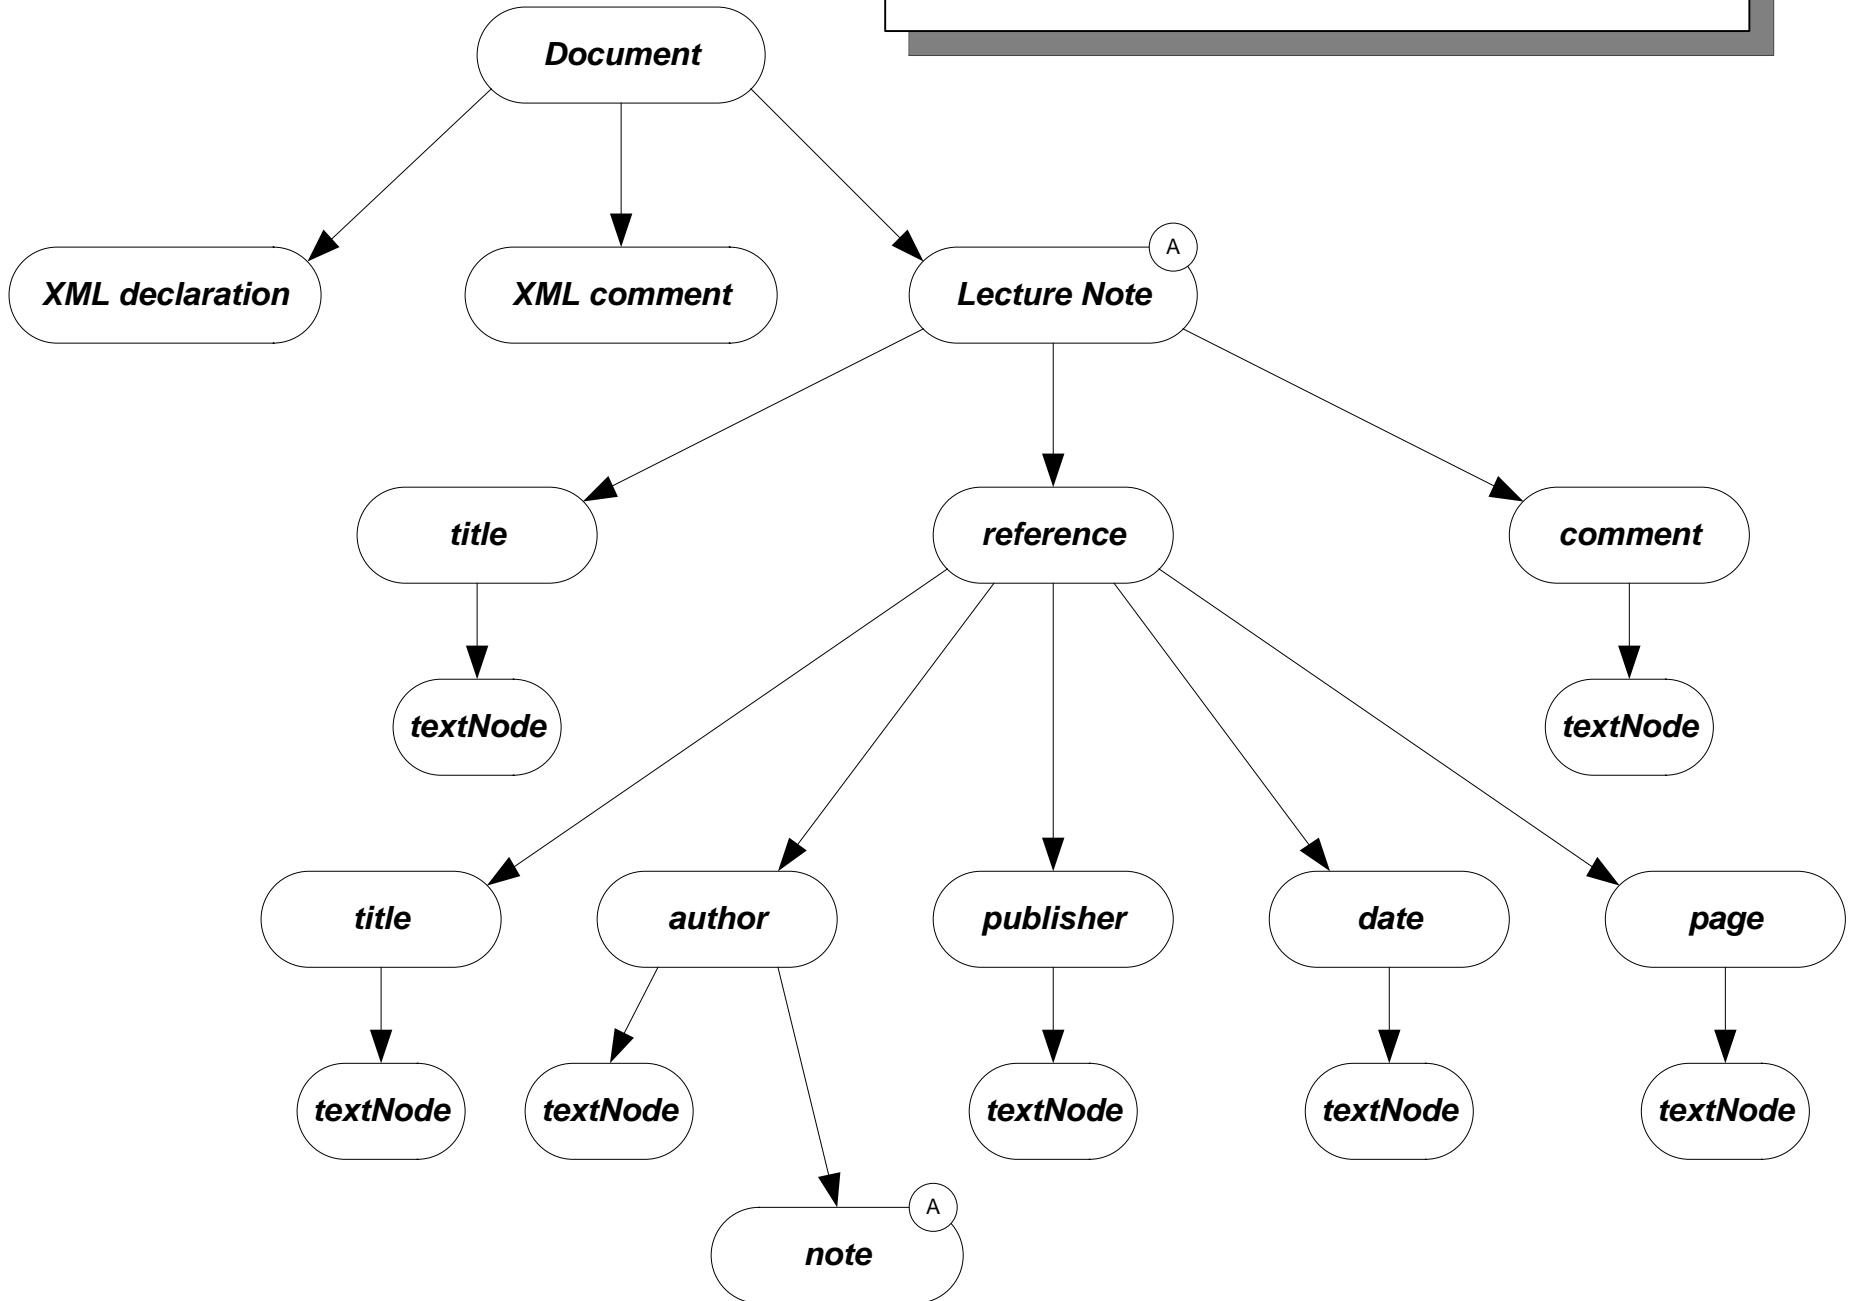 Document
A
XML declaration
XML comment
Lecture Note
title
reference
comment
textNode
textNode
title
author
publisher
date
page
textNode
textNode
textNode
textNode
textNode
A
note